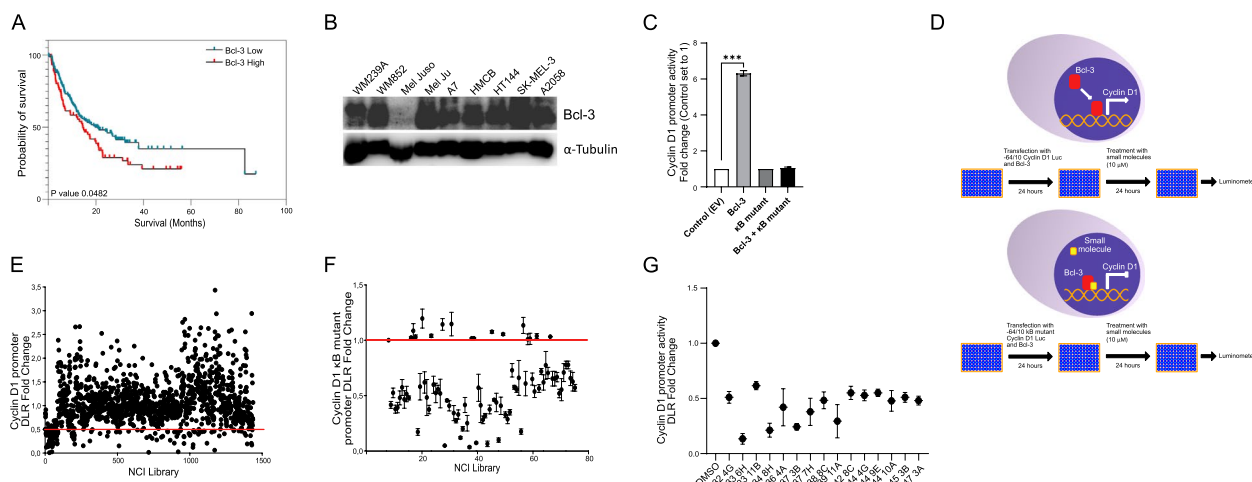 A
Bcl-3 Low
Bcl-3 High
Probability of survival
100
50
0
P value 0.0482
20
40
60
80
100
Survival (Months)
B
WM239A
WM852
Mel Juso
Mel Ju
A7
HMCB
HT144
SK-MEL-3
A2058
Bcl-3
α-Tubulin
C
Cyclin D1 promoter activity
Fold change (Control set to 1)
8
6
4
2
0
***
Control (EV)
Bcl-3
κB mutant
Bcl-3 + κB mutant
D
Bcl-3
Cyclin D1
Transfection with
-64/10 Cyclin D1 Luc
and Bcl-3
24 hours
Treatment with
small molecules
(10 µM)
24 hours
Luminomete
Small
molecule
Bcl-3
Cyclin D1
Transfection with
-64/10 kB mutant
Cyclin D1 Luc
and Bcl-3
24 hours
Treatment with
small molecules
(10 µM)
24 hours
Luminomete
E
Cyclin D1 promoter
DLR Fold Change
3,5
3,0
2,5
2,0
1,5
1,0
0,5
0,0
0
500
1000
1500
NCI Library
F
Cyclin D1 κB mutant
promoter DLR Fold Change
1.5
1.0
0.5
0.0
20
40
60
80
NCI Library
G
Cyclin D1 promoter activity
DLR Fold Change
1.5
1.0
0.5
0.0
DMSO